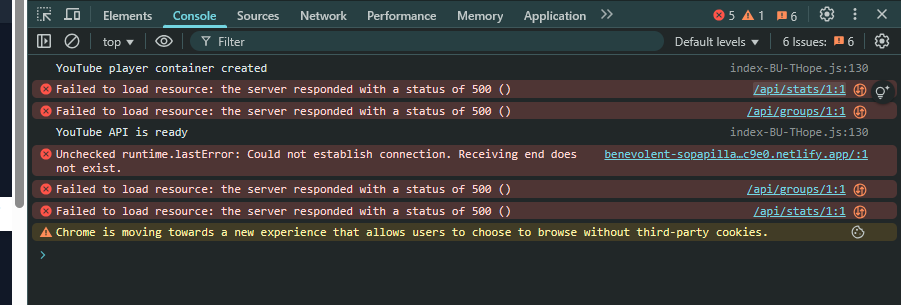 Elements Console Sources Network Performance Memory Application 5 1 6
top Filter Default levels 6 Issues: 6
YouTube player container created index-BU-THope.js:130
Failed to load resource: the server responded with a status of 500 () /api/stats/1:1
Failed to load resource: the server responded with a status of 500 () /api/groups/1:1
YouTube API is ready index-BU-THope.js:130
Unchecked runtime.lastError: Could not establish connection. Receiving end does benevolent-sopapilla…c9e0.netlify.app/:1
not exist.
Failed to load resource: the server responded with a status of 500 () /api/groups/1:1
Failed to load resource: the server responded with a status of 500 () /api/stats/1:1
Chrome is moving towards a new experience that allows users to choose to browse without third-party cookies.